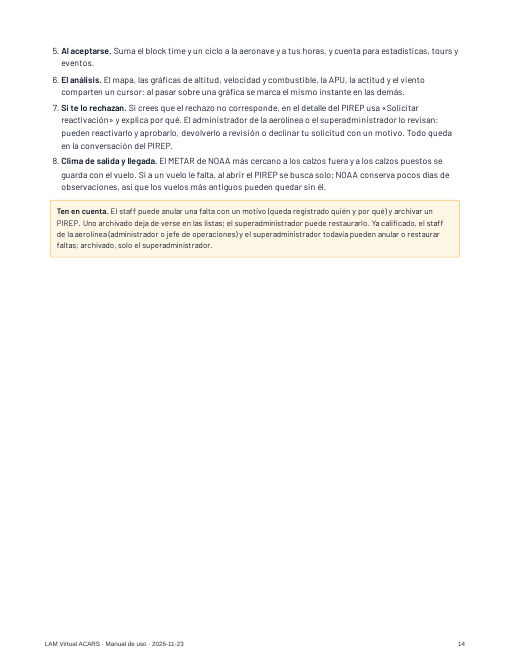 5. Al aceptarse. Suma el block time y un ciclo a la aeronave y a tus horas, y cuenta para estadísticas, tours y
eventos.
6. El análisis. El mapa, las gráficas de altitud, velocidad y combustible, la APU, la actitud y el viento
comparten un cursor: al pasar sobre una gráfica se marca el mismo instante en las demás.
7. Si te lo rechazan. Si crees que el rechazo no corresponde, en el detalle del PIREP usa «Solicitar
reactivación» y explica por qué. El administrador de la aerolínea o el superadministrador lo revisan:
pueden reactivarlo y aprobarlo, devolverlo a revisión o declinar tu solicitud con un motivo. Todo queda
en la conversación del PIREP.
8. Clima de salida y llegada. El METAR de NOAA más cercano a los calzos fuera y a los calzos puestos se
guarda con el vuelo. Si a un vuelo le falta, al abrir el PIREP se busca solo; NOAA conserva pocos días de
observaciones, así que los vuelos más antiguos pueden quedar sin él.
Ten en cuenta. El staff puede anular una falta con un motivo (queda registrado quién y por qué) y archivar un
PIREP. Uno archivado deja de verse en las listas; el superadministrador puede restaurarlo. Ya calificado, el staff
de la aerolínea (administrador o jefe de operaciones) y el superadministrador todavía pueden anular o restaurar
faltas; archivado, solo el superadministrador.
LAM Virtual ACARS · Manual de uso · 2026-11-23
14